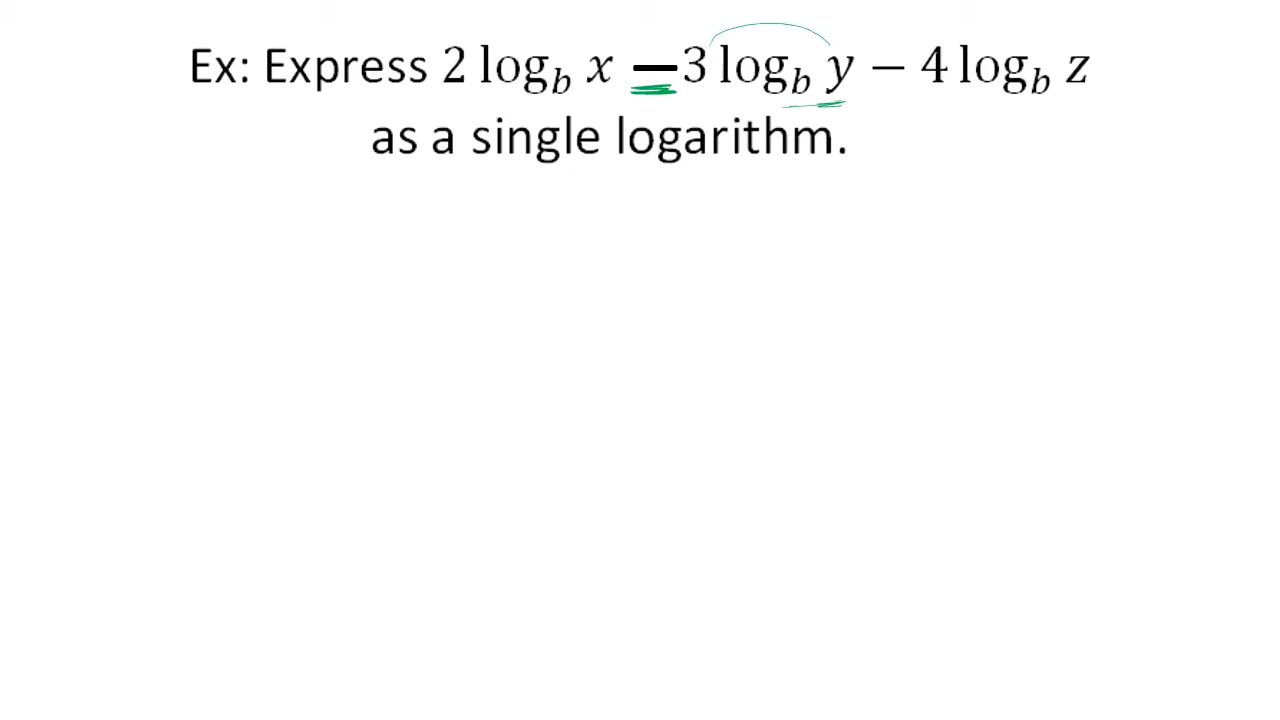 Ex: Express 2 log_b x − 3 log_b y − 4 log_b z
as a single logarithm.